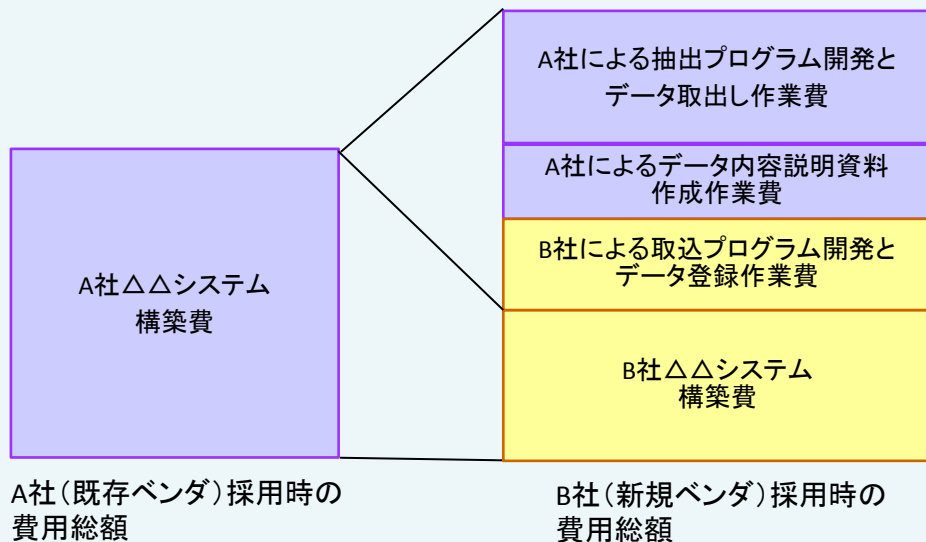 A社による抽出プログラム開発と
データ取出し作業費
A社によるデータ内容説明資料
作成作業費
B社による取込プログラム開発と
データ登録作業費
A社△△システム
構築費
B社△△システム
構築費
A社(既存ベンダ)採用時の
費用総額
B社(新規ベンダ)採用時の
費用総額